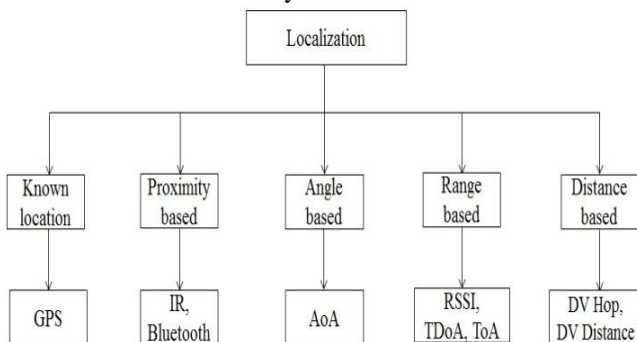 Localization
Known
location
Proximity
based
Angle
based
Range
based
Distance
based
GPS
IR,
Bluetooth
AoA
RSSI,
TDoA, ToA
DV Hop,
DV Distance